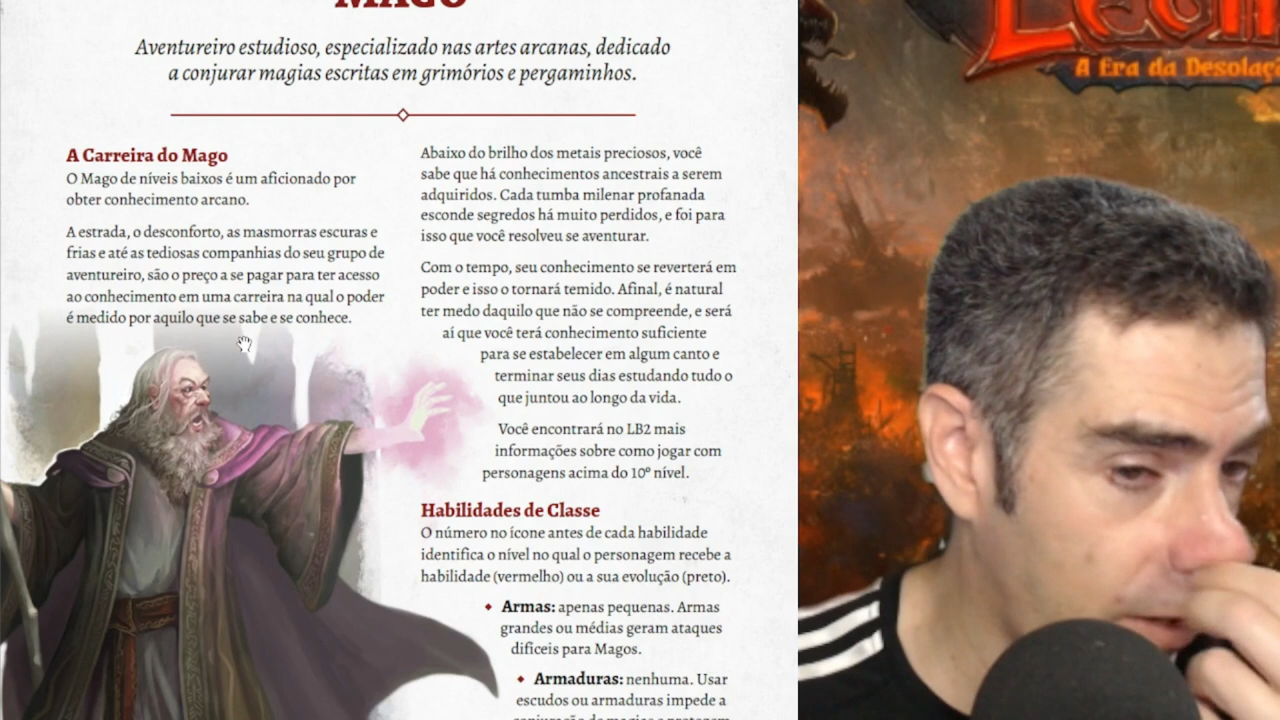 MAGO
Aventureiro estudioso, especializado nas artes arcanas, dedicado
a conjurar magias escritas em grimórios e pergaminhos.
A Carreira do Mago
O Mago de níveis baixos é um aficionado por
obter conhecimento arcano.
A estrada, o desconforto, as masmorras escuras e
frias e até as tediosas companhias do seu grupo de
aventureiro, são o preço a se pagar para ter acesso
ao conhecimento em uma carreira na qual o poder
é medido por aquilo que se sabe e se conhece.
Abaixo do brilho dos metais preciosos, você
sabe que há conhecimentos ancestrais a serem
adquiridos. Cada tumba milenar profanada
esconde segredos há muito perdidos, e foi para
isso que você resolveu se aventurar.
Com o tempo, seu conhecimento se reverterá em
poder e isso o tornará temido. Afinal, é natural
ter medo daquilo que não se compreende, e será
aí que você terá conhecimento suficiente
para se estabelecer em algum canto e
terminar seus dias estudando tudo o
que juntou ao longo da vida.
Você encontrará no LB2 mais
informações sobre como jogar com
personagens acima do 10º nível.
Habilidades de Classe
O número no ícone antes de cada habilidade
identifica o nível no qual o personagem recebe a
habilidade (vermelho) ou a sua evolução (preto).
Armas: apenas pequenas. Armas
grandes ou médias geram ataques
difíceis para Magos.
Armaduras: nenhuma. Usar
escudos ou armaduras impede a
A Era da Desolaç